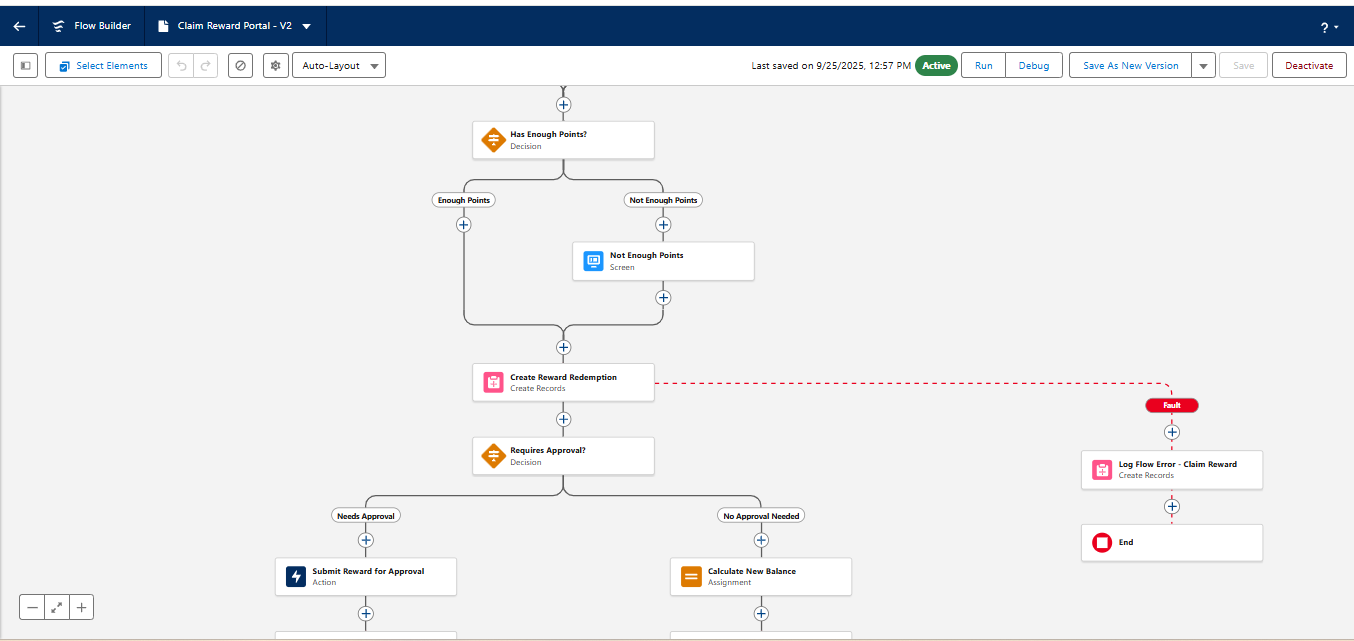 Flow Builder
Claim Reward Portal - V2
?
Select Elements
Auto-Layout
Last saved on 9/25/2025, 12:57 PM
Active
Run
Debug
Save As New Version
Save
Deactivate
Has Enough Points?
Decision
Enough Points
Not Enough Points
Not Enough Points
Screen
Create Reward Redemption
Create Records
Fault
Requires Approval?
Decision
Log Flow Error - Claim Reward
Create Records
Needs Approval
No Approval Needed
End
Submit Reward for Approval
Action
Calculate New Balance
Assignment